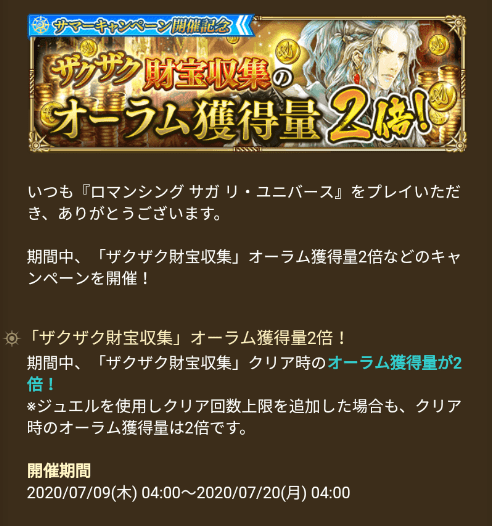 サマーキャンペーン開催記念
ザクザク財宝収集の
オーラム獲得量2倍!
いつも『ロマンシング サガ リ・ユニバース』をプレイいただ
き、ありがとうございます。
期間中、「ザクザク財宝収集」オーラム獲得量2倍などのキャ
ンペーンを開催！
「ザクザク財宝収集」オーラム獲得量2倍！
期間中、「ザクザク財宝収集」クリア時のオーラム獲得量が2
倍！
※ジュエルを使用しクリア回数上限を追加した場合も、クリア
時のオーラム獲得量は2倍です。
開催期間
2020/07/09(木) 04:00～2020/07/20(月) 04:00